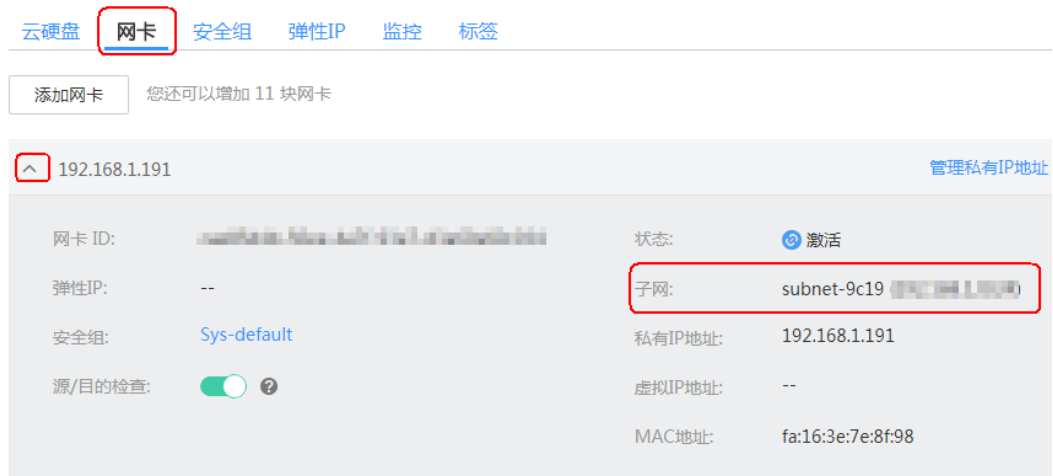 云硬盘 网卡 安全组 弹性IP 监控 标签
添加网卡 您还可以增加 11 块网卡
192.168.1.191 管理私有IP地址
网卡 ID: 状态: 激活
弹性IP: -- 子网: subnet-9c19
安全组: Sys-default 私有IP地址: 192.168.1.191
源/目的检查: 虚拟IP地址: --
MAC地址: fa:16:3e:7e:8f:98